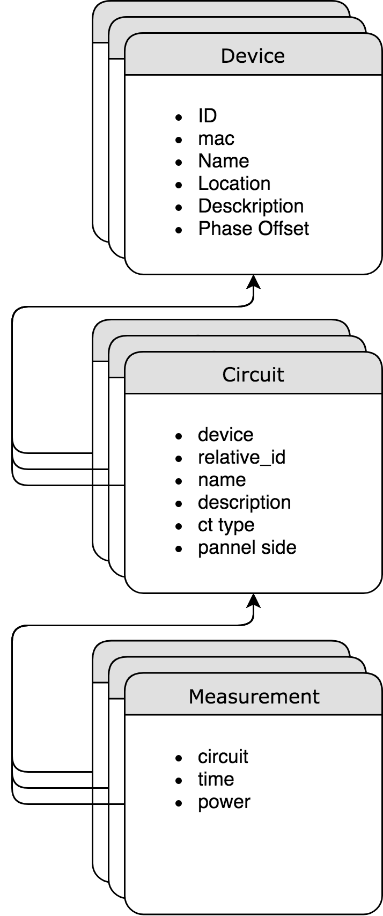 Device
ID
mac
Name
Location
Desckription
Phase Offset
Circuit
device
relative_id
name
description
ct type
pannel side
Measurement
circuit
time
power